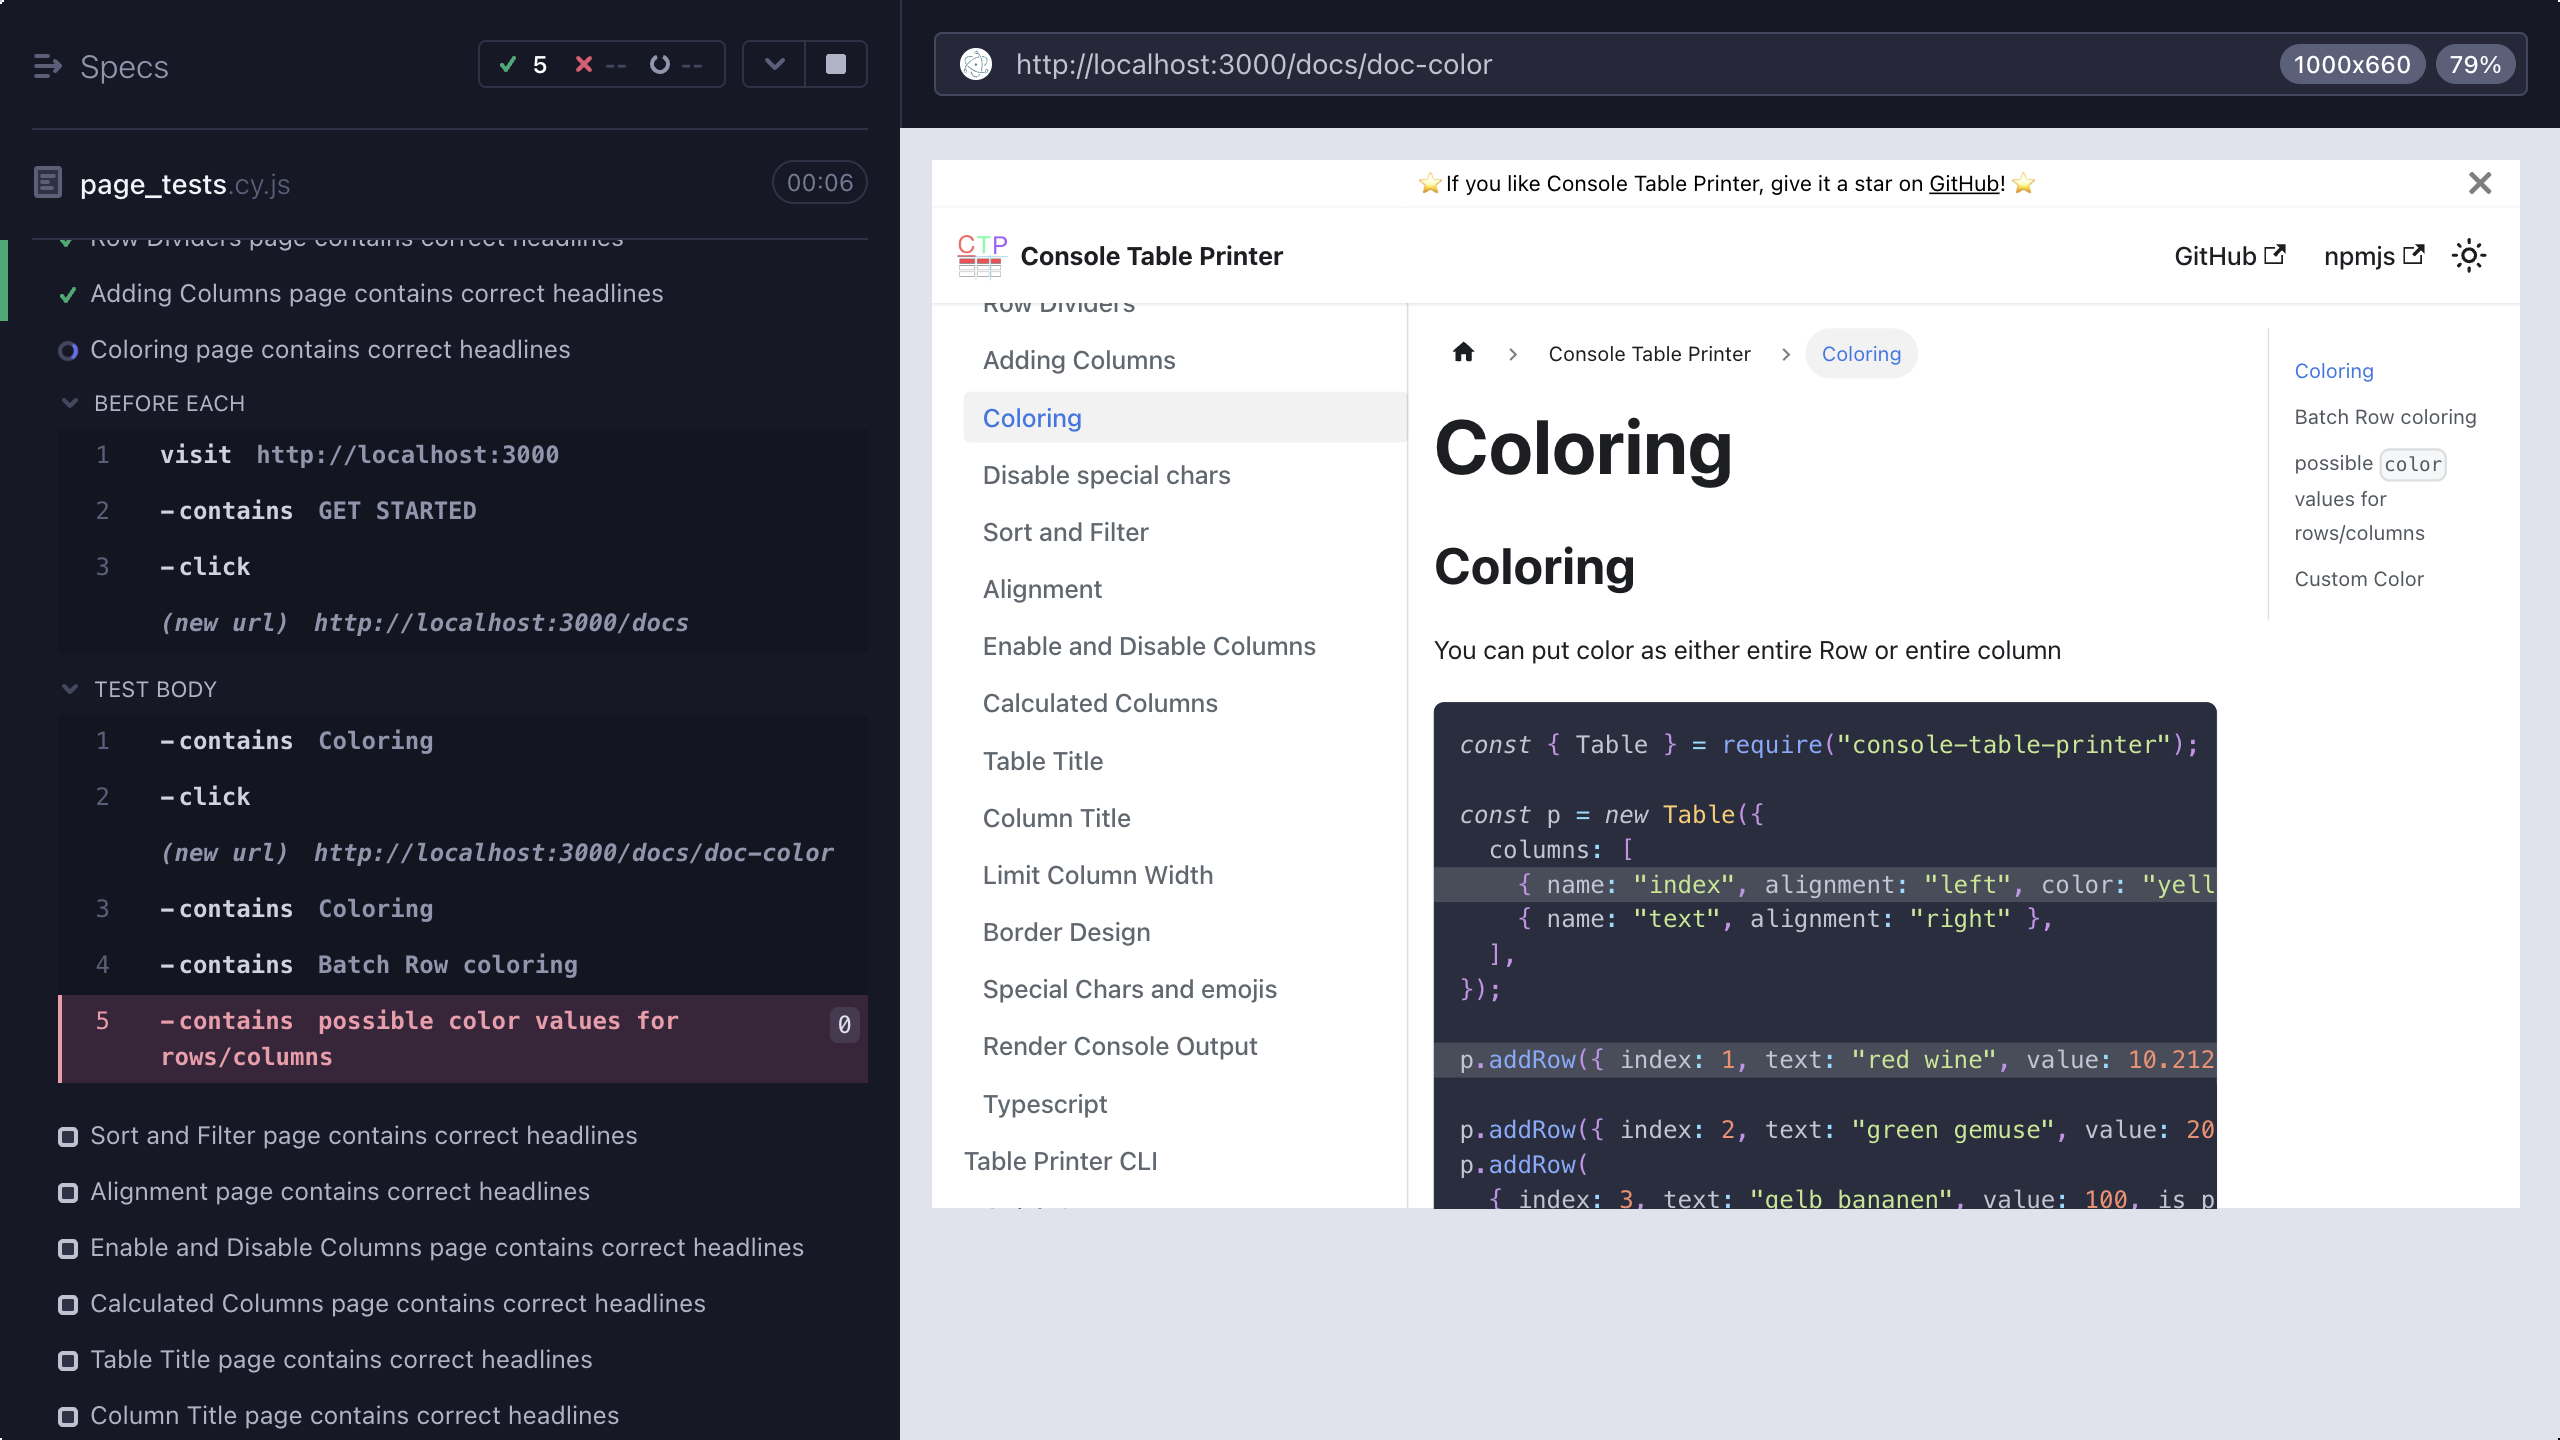 Specs
5 -- --
page_tests.cy.js
00:06
Row Dividers page contains correct headlines
Adding Columns page contains correct headlines
Coloring page contains correct headlines
BEFORE EACH
1 visit http://localhost:3000
2 -contains GET STARTED
3 -click
(new url) http://localhost:3000/docs
TEST BODY
1 -contains Coloring
2 -click
(new url) http://localhost:3000/docs/doc-color
3 -contains Coloring
4 -contains Batch Row coloring
5 -contains possible color values for
rows/columns
0
Sort and Filter page contains correct headlines
Alignment page contains correct headlines
Enable and Disable Columns page contains correct headlines
Calculated Columns page contains correct headlines
Table Title page contains correct headlines
Column Title page contains correct headlines
http://localhost:3000/docs/doc-color
1000x660
79%
⭐️If you like Console Table Printer, give it a star on GitHub! ⭐️
CTP
Console Table Printer
GitHub
npmjs
Row Dividers
Adding Columns
Coloring
Disable special chars
Sort and Filter
Alignment
Enable and Disable Columns
Calculated Columns
Table Title
Column Title
Limit Column Width
Border Design
Special Chars and emojis
Render Console Output
Typescript
Table Printer CLI
Console Table Printer
Coloring
Coloring
Coloring
You can put color as either entire Row or entire column
const { Table } = require("console-table-printer");
const p = new Table({
columns: [
{ name: "index", alignment: "left", color: "yell
{ name: "text", alignment: "right" },
],
});
p.addRow({ index: 1, text: "red wine", value: 10.212
p.addRow({ index: 2, text: "green gemuse", value: 20
p.addRow(
{ index: 3, text: "gelb bananen", value: 100, is_p
Coloring
Batch Row coloring
possible color
values for
rows/columns
Custom Color